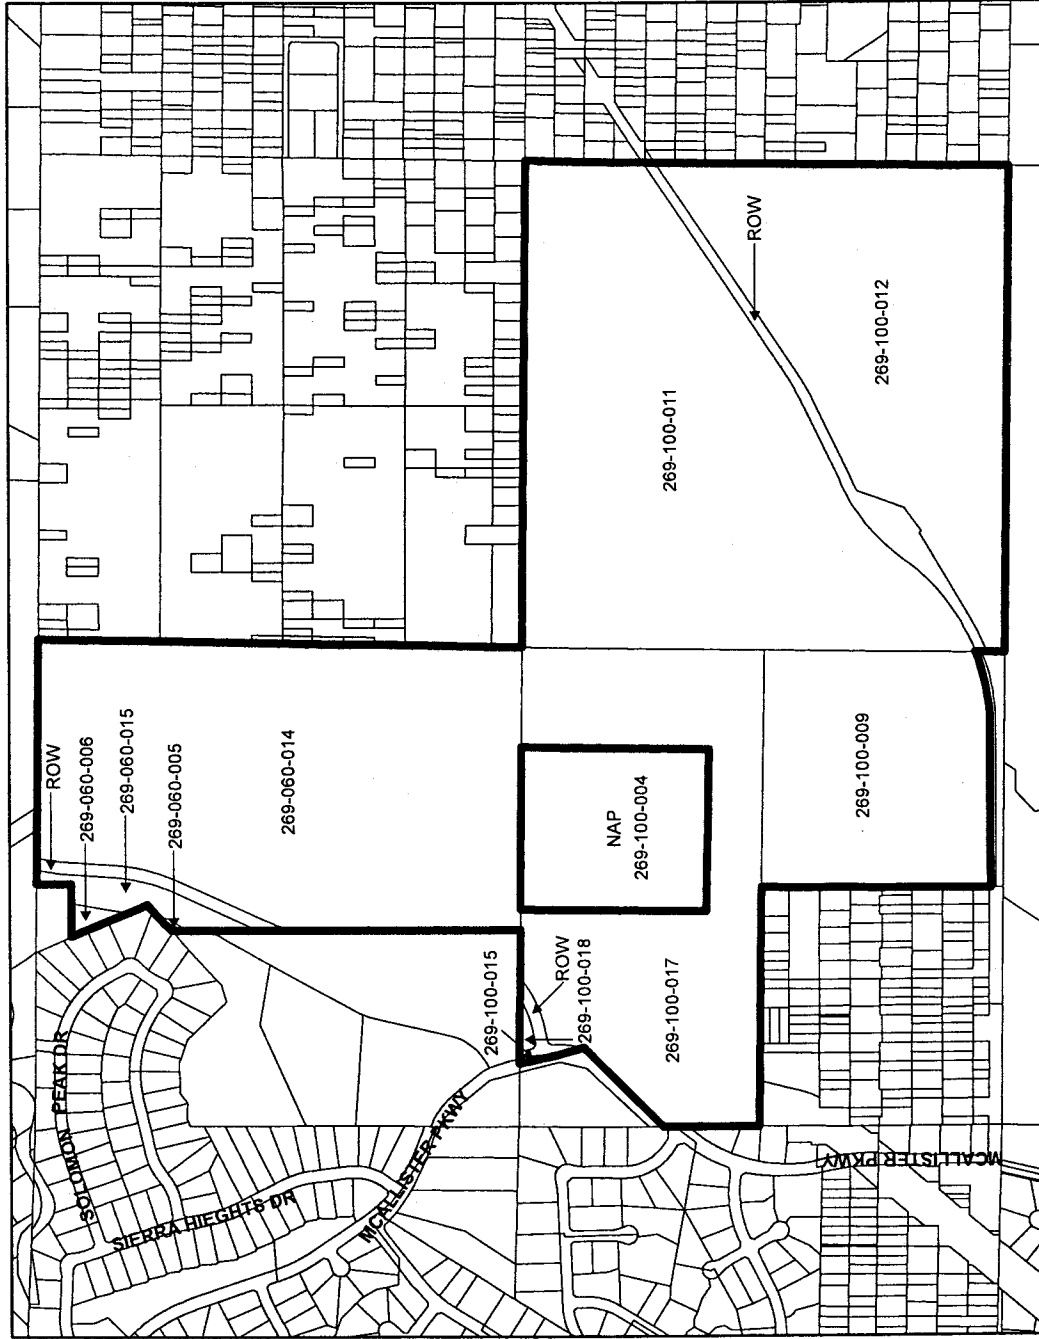 ROW
269-060-006
269-060-015
269-060-005
269-060-014
SOLOMON PEAK DR
SIERRA HIEGHTS DR
MCALLISTER PKWY
269-100-015
ROW
269-100-018
269-100-017
NAP
269-100-004
269-100-009
269-100-011
ROW
269-100-012
MCALLISTER PKWY